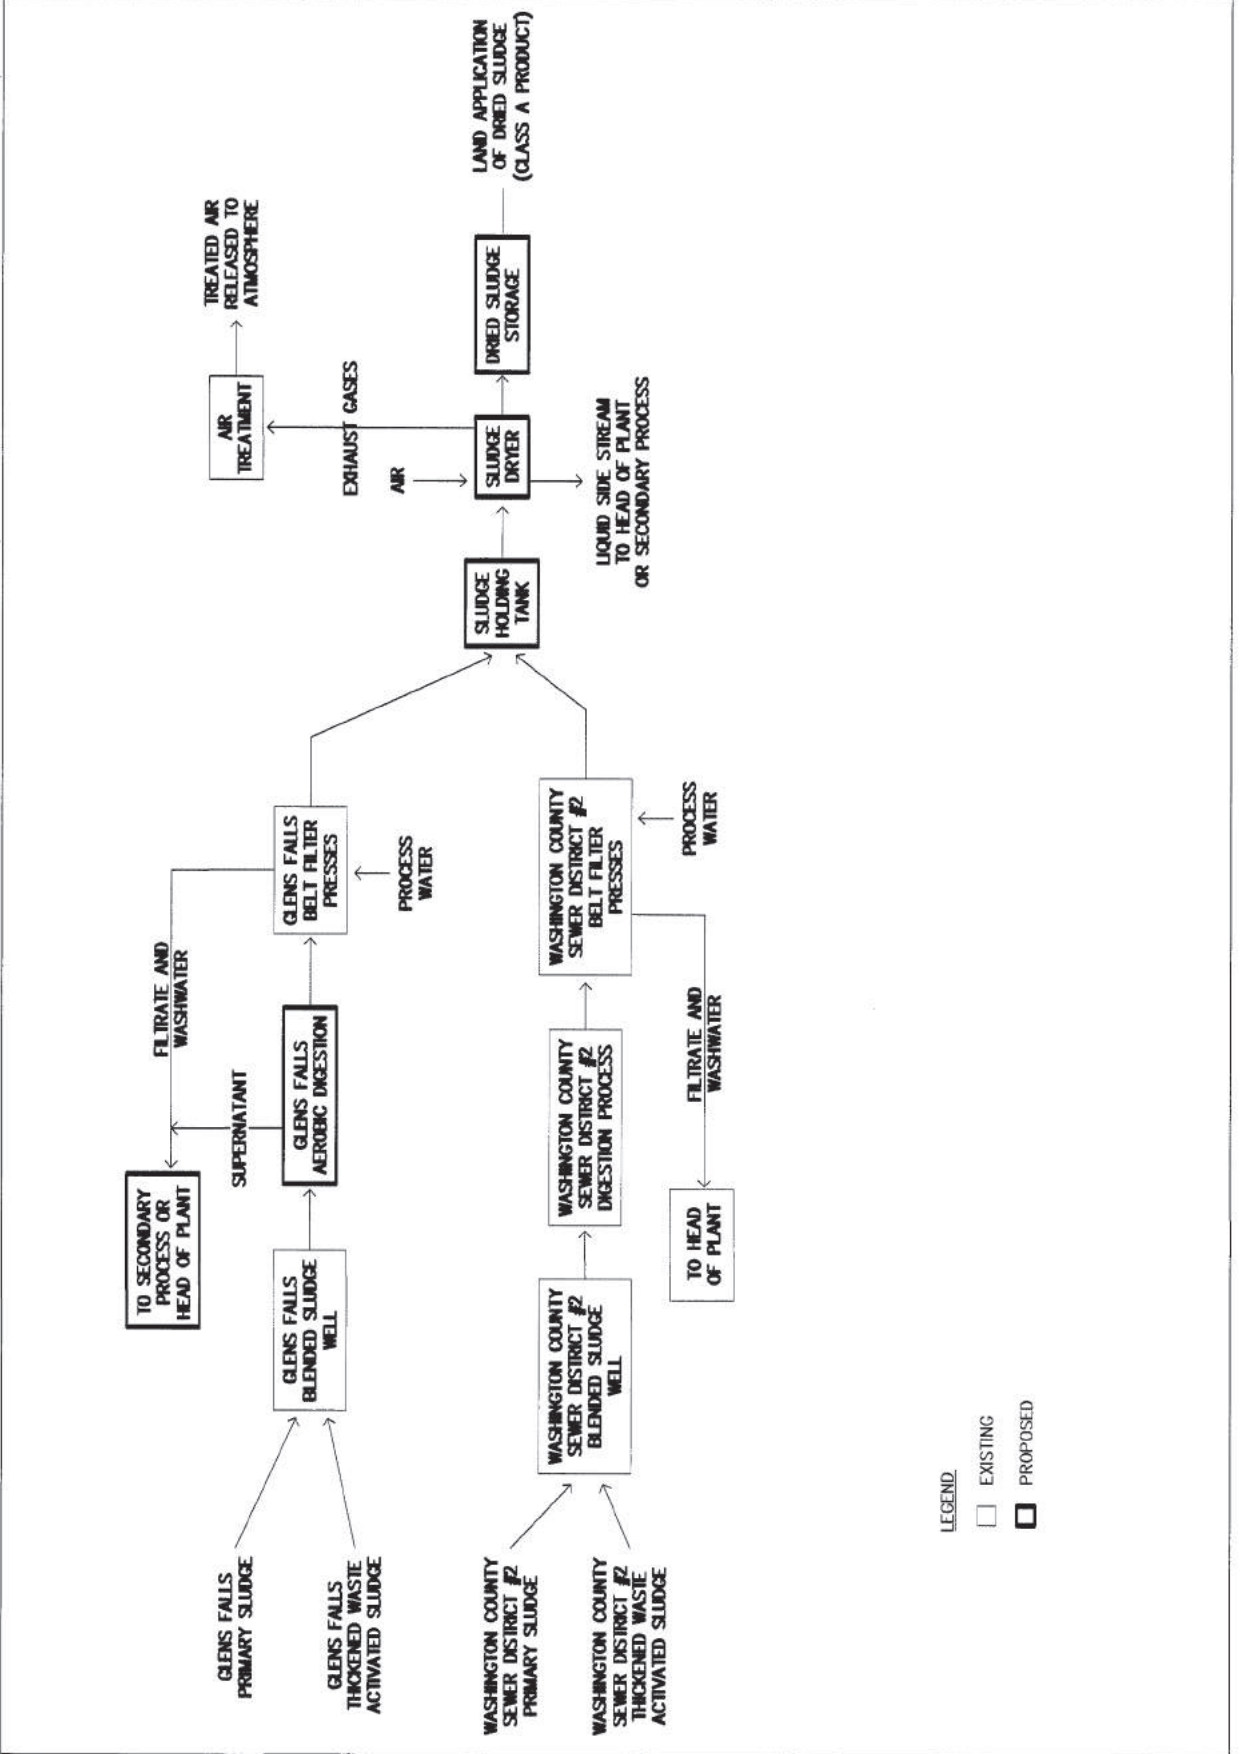 GLENS FALLS
PRIMARY SLUDGE
GLENS FALLS
THICKENED WASTE
ACTIVATED SLUDGE
GLENS FALLS
BLENDED SLUDGE
WELL
TO SECONDARY
PROCESS OR
HEAD OF PLANT
SUPERNATANT
GLENS FALLS
AEROBIC DIGESTION
FILTRATE AND
WASHWATER
GLENS FALLS
BELT FILTER
PRESSES
PROCESS
WATER
WASHINGTON COUNTY
SEWER DISTRICT #2
PRIMARY SLUDGE
WASHINGTON COUNTY
SEWER DISTRICT #2
THICKENED WASTE
ACTIVATED SLUDGE
WASHINGTON COUNTY
SEWER DISTRICT #2
BLENDED SLUDGE
WELL
WASHINGTON COUNTY
SEWER DISTRICT #2
DIGESTION PROCESS
WASHINGTON COUNTY
SEWER DISTRICT #2
BELT FILTER
PRESSES
PROCESS
WATER
FILTRATE AND
WASHWATER
TO HEAD
OF PLANT
SLUDGE
HOLDING
TANK
AIR
SLUDGE
DRYER
EXHAUST GASES
AIR
TREATMENT
TREATED AIR
RELEASED TO
ATMOSPHERE
LIQUID SIDE STREAM
TO HEAD OF PLANT
OR SECONDARY PROCESS
DRIED SLUDGE
STORAGE
LAND APPLICATION
OF DRIED SLUDGE
(CLASS A PRODUCT)
LEGEND
EXISTING
PROPOSED